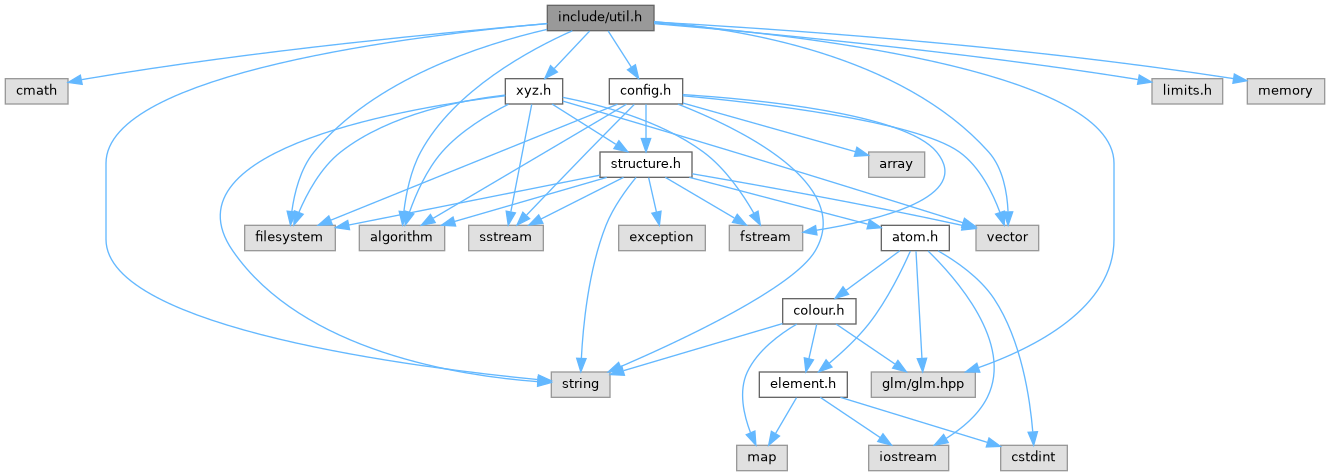 include/util.h
cmath
xyz.h
config.h
limits.h
memory
structure.h
array
filesystem
algorithm
sstream
exception
fstream
atom.h
vector
colour.h
string
element.h
glm/glm.hpp
map
iostream
cstdint